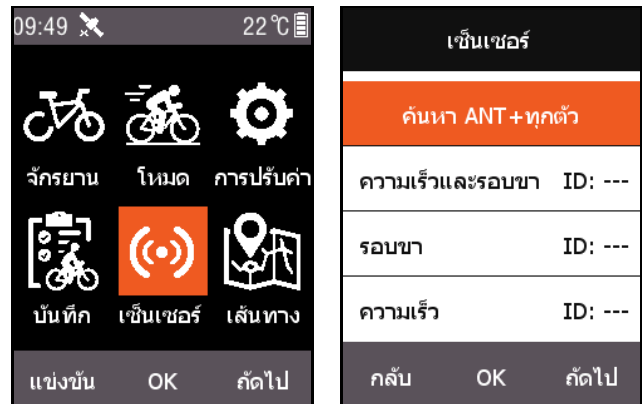 09:49 22℃
จักรยาน โหมด การปรับค่า
บันทึก เซ็นเซอร์ เส้นทาง
แข่งขัน OK ถัดไป
เซ็นเซอร์
ค้นหา ANT+ทุกตัว
ความเร็วและรอบขา ID: ---
รอบขา ID: ---
ความเร็ว ID: ---
กลับ OK ถัดไป